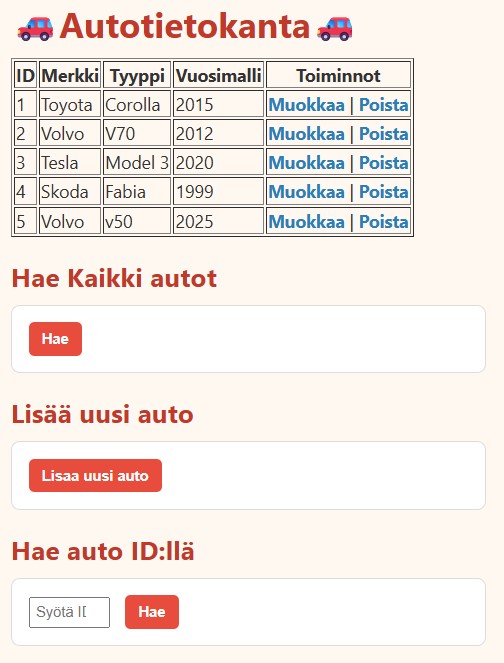 Autotietokanta
ID Merkki Tyyppi Vuosimalli Toiminnot
1 Toyota Corolla 2015 Muokkaa | Poista
2 Volvo V70 2012 Muokkaa | Poista
3 Tesla Model 3 2020 Muokkaa | Poista
4 Skoda Fabia 1999 Muokkaa | Poista
5 Volvo v50 2025 Muokkaa | Poista
Hae Kaikki autot
Hae
Lisää uusi auto
Lisaa uusi auto
Hae auto ID:llä
Syötä Hae